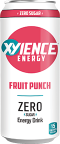 ZERO SUGAR
XYIENCE
ENERGY
FRUIT PUNCH
ZERO
SUGAR
Energy Drink